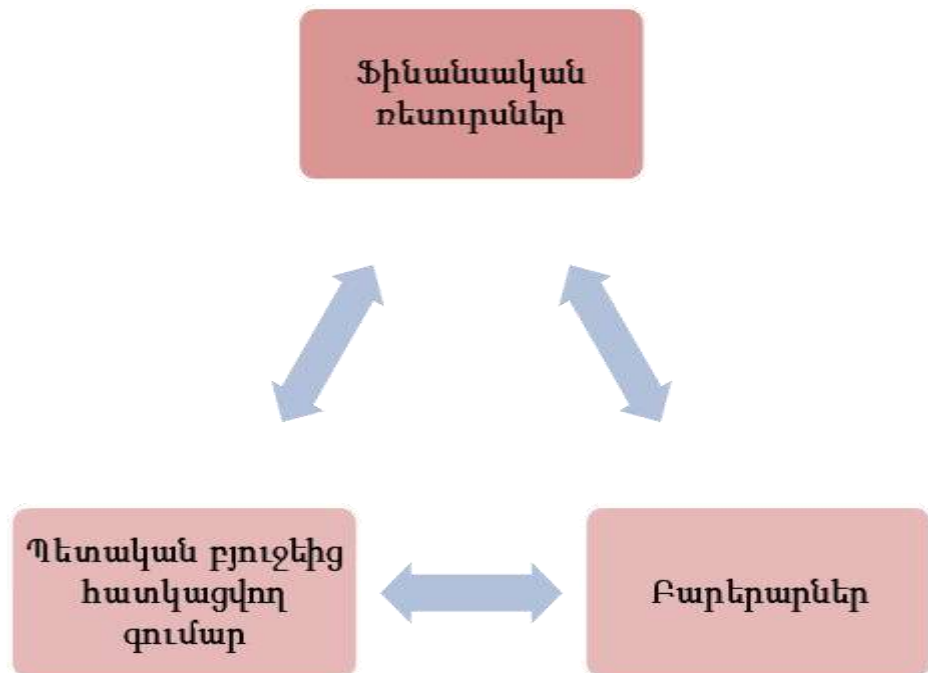 Ֆինանսական
ռեսուրսներ
Պետական բյուջեից
հատկացվող
գումար
Բարերարներ